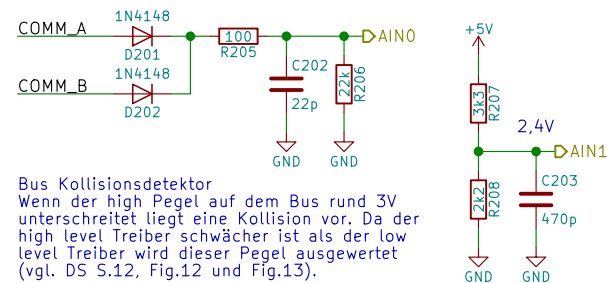 1N4148
COMM_A
D201
100
R205
AIN0
+5V
1N4148
COMM_B
D202
C202
22p
22k
R206
GND
GND
3k3
R207
2,4V
AIN1
2k2
R208
C203
470p
GND
GND
Bus Kollisionsdetektor
Wenn der high Pegel auf dem Bus rund 3V
unterschreitet liegt eine Kollision vor. Da der
high level Treiber schwächer ist als der low
level Treiber wird dieser Pegel ausgewertet
(vgl. DS S.12, Fig.12 und Fig.13).